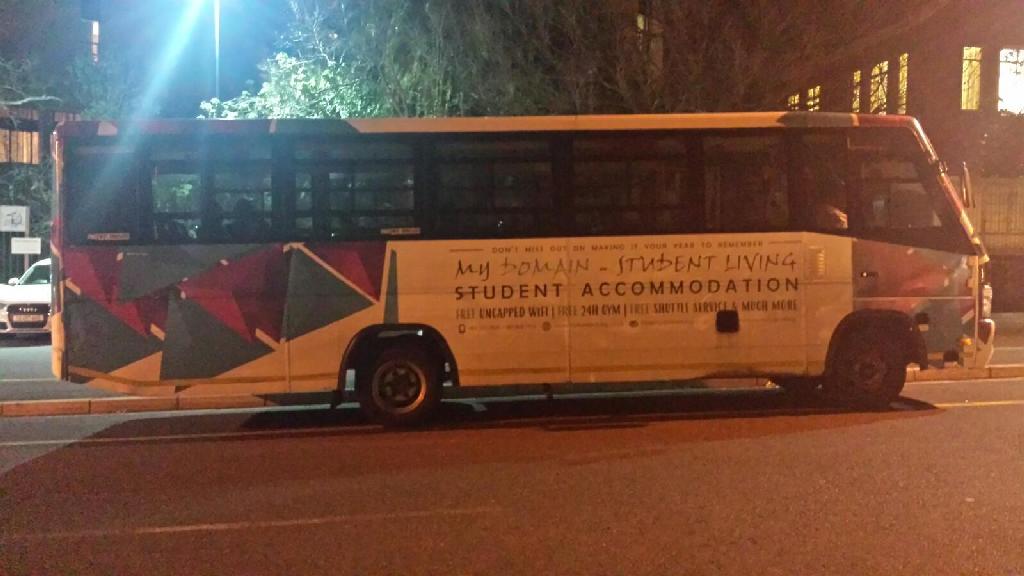 DON'T MISS OUT ON MAKING IT YOUR YEAR TO REMEMBER
MY DOMAIN - STUDENT LIVING
STUDENT ACCOMMODATION
FREE UNCAPPED WIFI | FREE 24H GYM | FREE SHUTTLE SERVICE & MUCH MORE